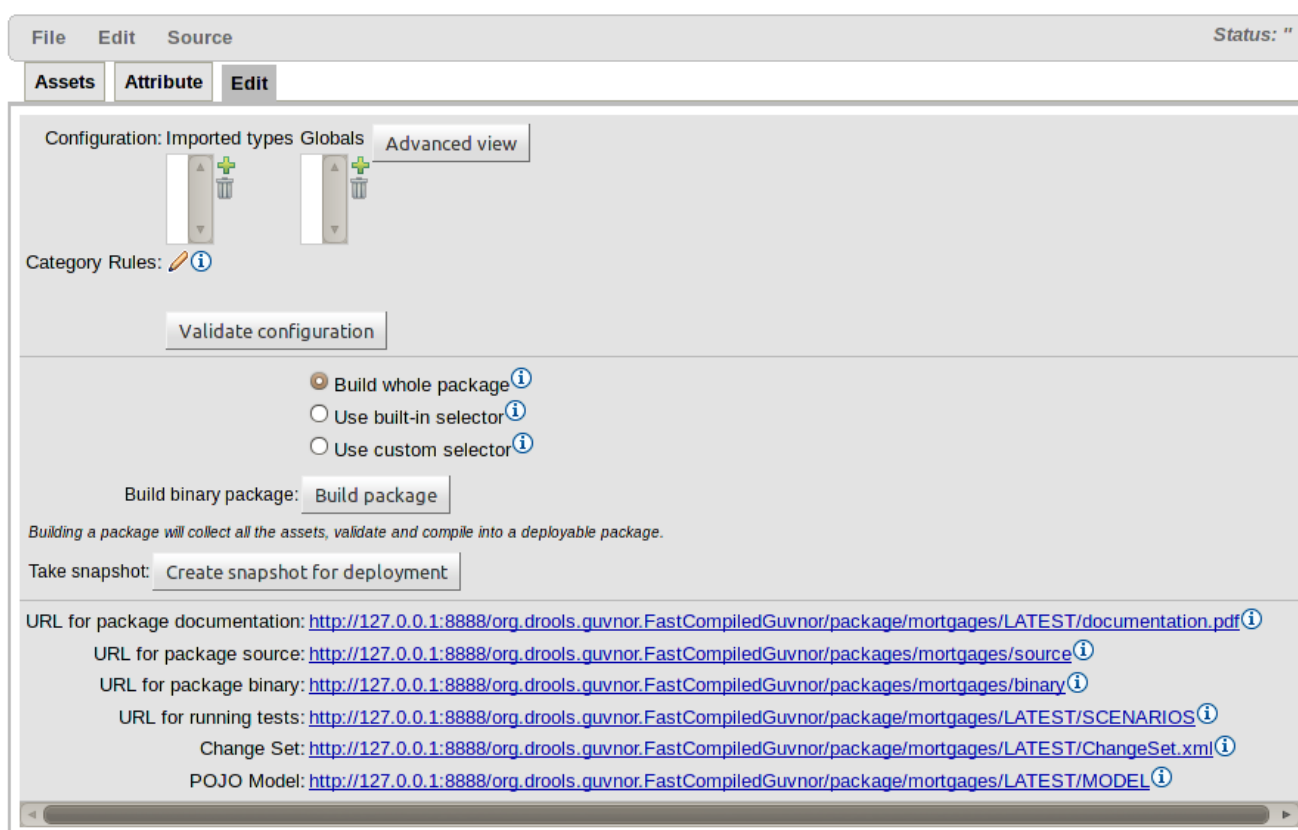 File Edit Source Status: "
Assets Attribute Edit
Configuration: Imported types Globals Advanced view
Category Rules:
Validate configuration
Build whole package
Use built-in selector
Use custom selector
Build binary package: Build package
Building a package will collect all the assets, validate and compile into a deployable package.
Take snapshot: Create snapshot for deployment
URL for package documentation: http://127.0.0.1:8888/org.drools.guvnor.FastCompiledGuvnor/package/mortgages/LATEST/documentation.pdf
URL for package source: http://127.0.0.1:8888/org.drools.guvnor.FastCompiledGuvnor/packages/mortgages/source
URL for package binary: http://127.0.0.1:8888/org.drools.guvnor.FastCompiledGuvnor/packages/mortgages/binary
URL for running tests: http://127.0.0.1:8888/org.drools.guvnor.FastCompiledGuvnor/package/mortgages/LATEST/SCENARIOS
Change Set: http://127.0.0.1:8888/org.drools.guvnor.FastCompiledGuvnor/package/mortgages/LATEST/ChangeSet.xml
POJO Model: http://127.0.0.1:8888/org.drools.guvnor.FastCompiledGuvnor/package/mortgages/LATEST/MODEL